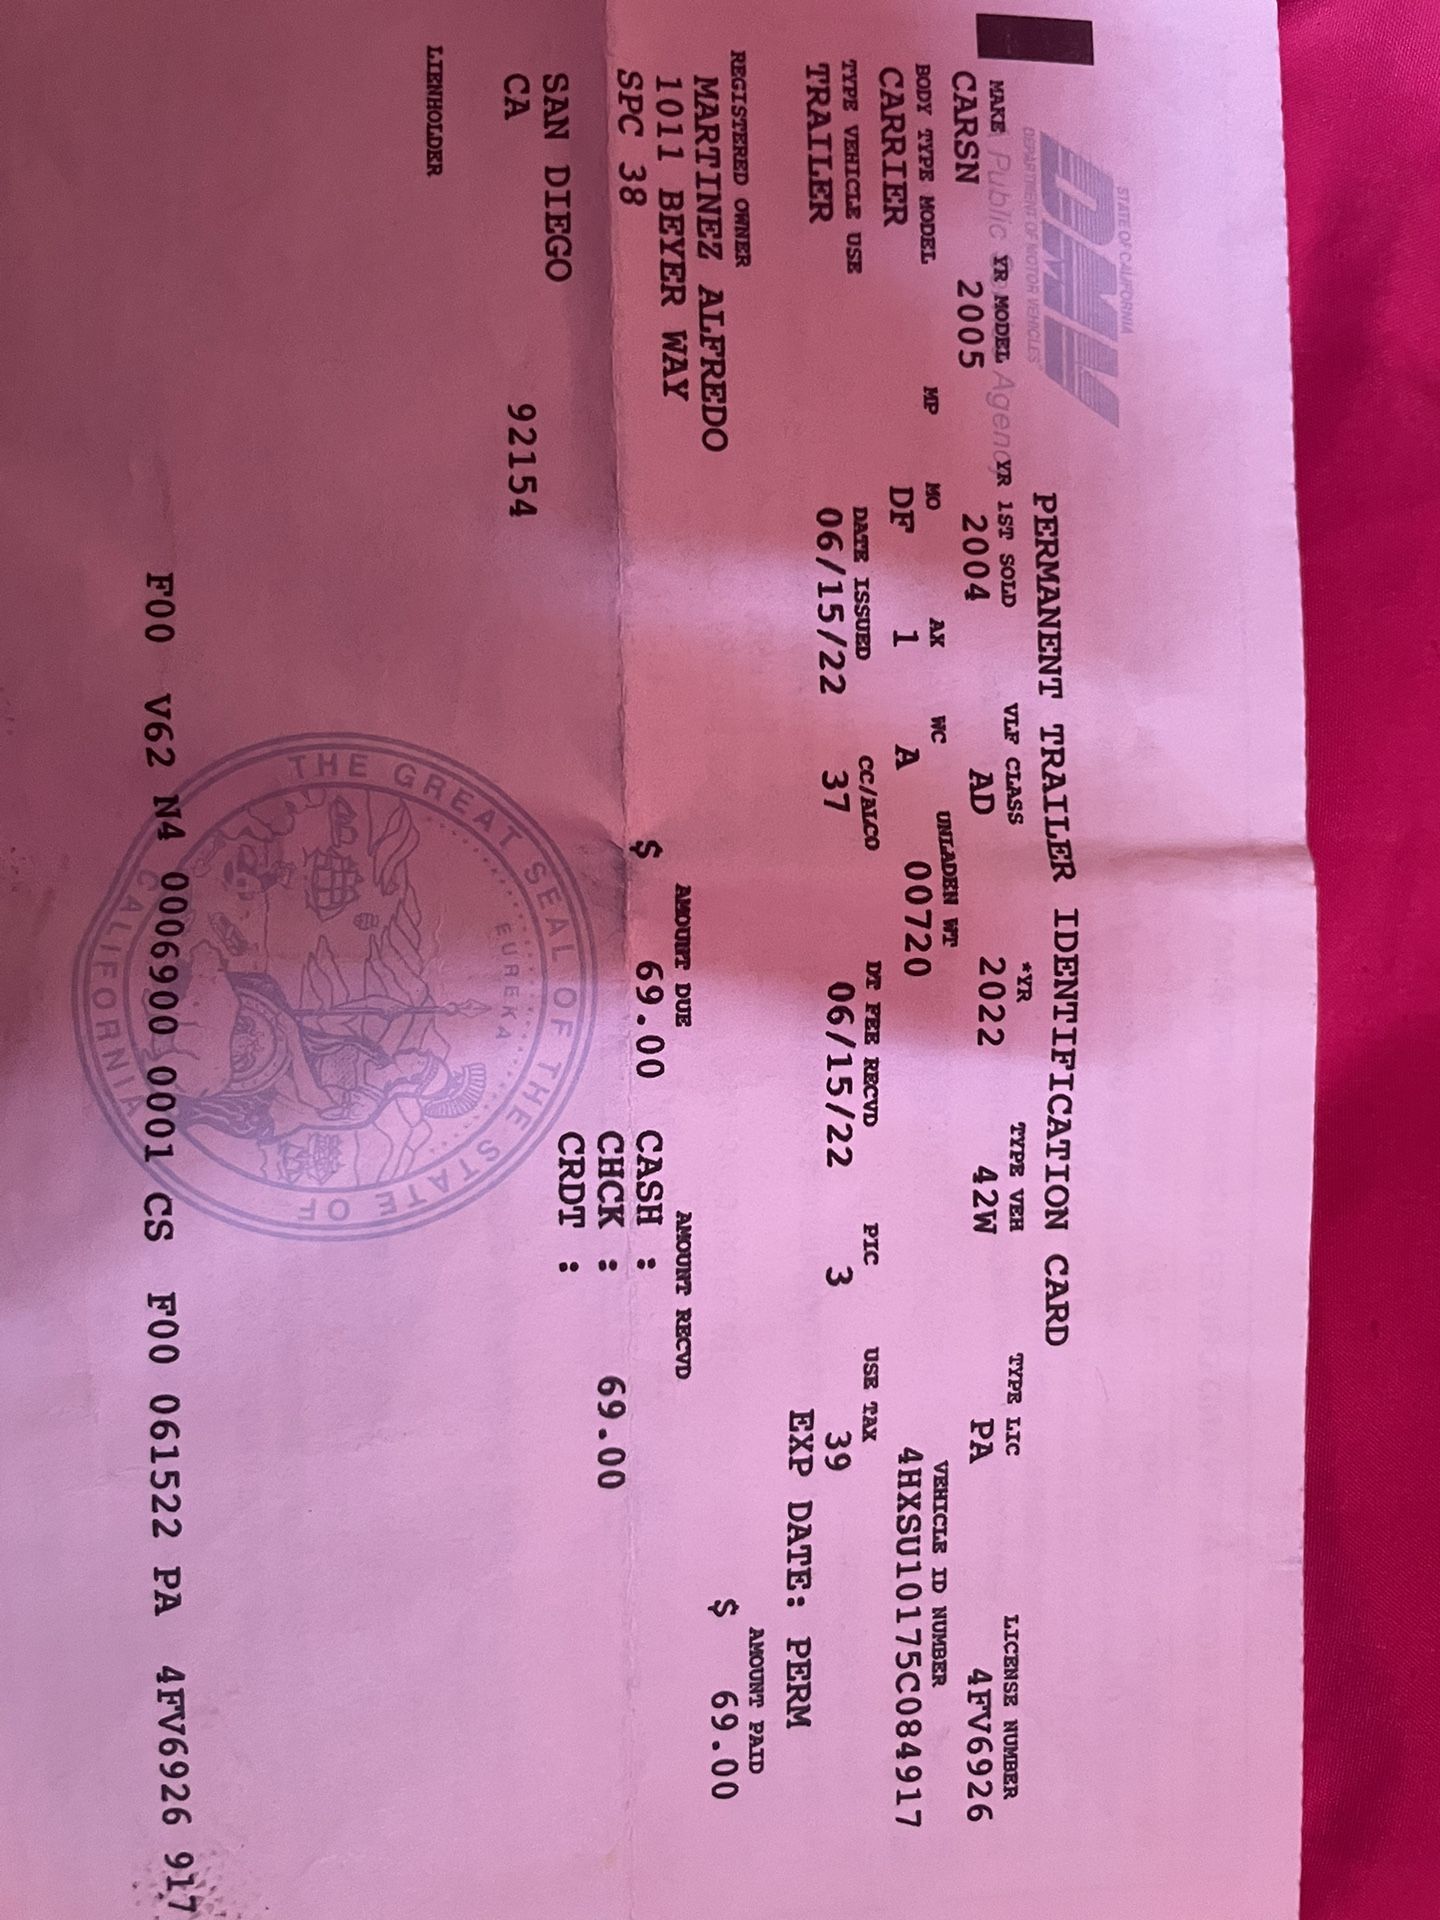 STATE OF CALIFORNIA
DMV
DEPARTMENT OF MOTOR VEHICLES
A Public Service Agency
PERMANENT TRAILER IDENTIFICATION CARD
MAKE YR MODEL YR 1ST SOLD VLF CLASS *YR TYPE VEH TYPE LIC LICENSE NUMBER
CARSN 2005 2004 AD 2022 42W PA 4FV6926
BODY TYPE MODEL MP MO AX WC UNLADEN WT VEHICLE ID NUMBER
CARRIER DF 1 A 00720 4HXSU10175C084917
TYPE VEHICLE USE DATE ISSUED CC/ALCO DT FEE RECVD PIC USE TAX
TRAILER 06/15/22 37 06/15/22 3 39
EXP DATE: PERM
REGISTERED OWNER AMOUNT DUE AMOUNT RECVD AMOUNT PAID
MARTINEZ ALFREDO $ 69.00
1011 BEYER WAY $ 69.00 CASH :
SPC 38 CHCK : 69.00
CRDT :
SAN DIEGO
CA 92154
LIENHOLDER
THE GREAT SEAL OF THE STATE OF CALIFORNIA
EUREKA
F00 V62 N4 0006900 0001 CS F00 061522 PA 4FV6926 917